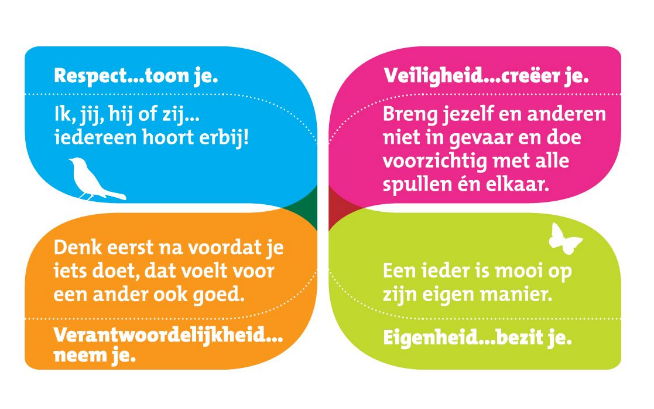 Respect...toon je.
Ik, jij, hij of zij...
iedereen hoort erbij!
Veiligheid...creëer je.
Breng jezelf en anderen
niet in gevaar en doe
voorzichtig met alle
spullen én elkaar.
Denk eerst na voordat je
iets doet, dat voelt voor
een ander ook goed.
Verantwoordelijkheid...
neem je.
Een ieder is mooi op
zijn eigen manier.
Eigenheid...bezit je.